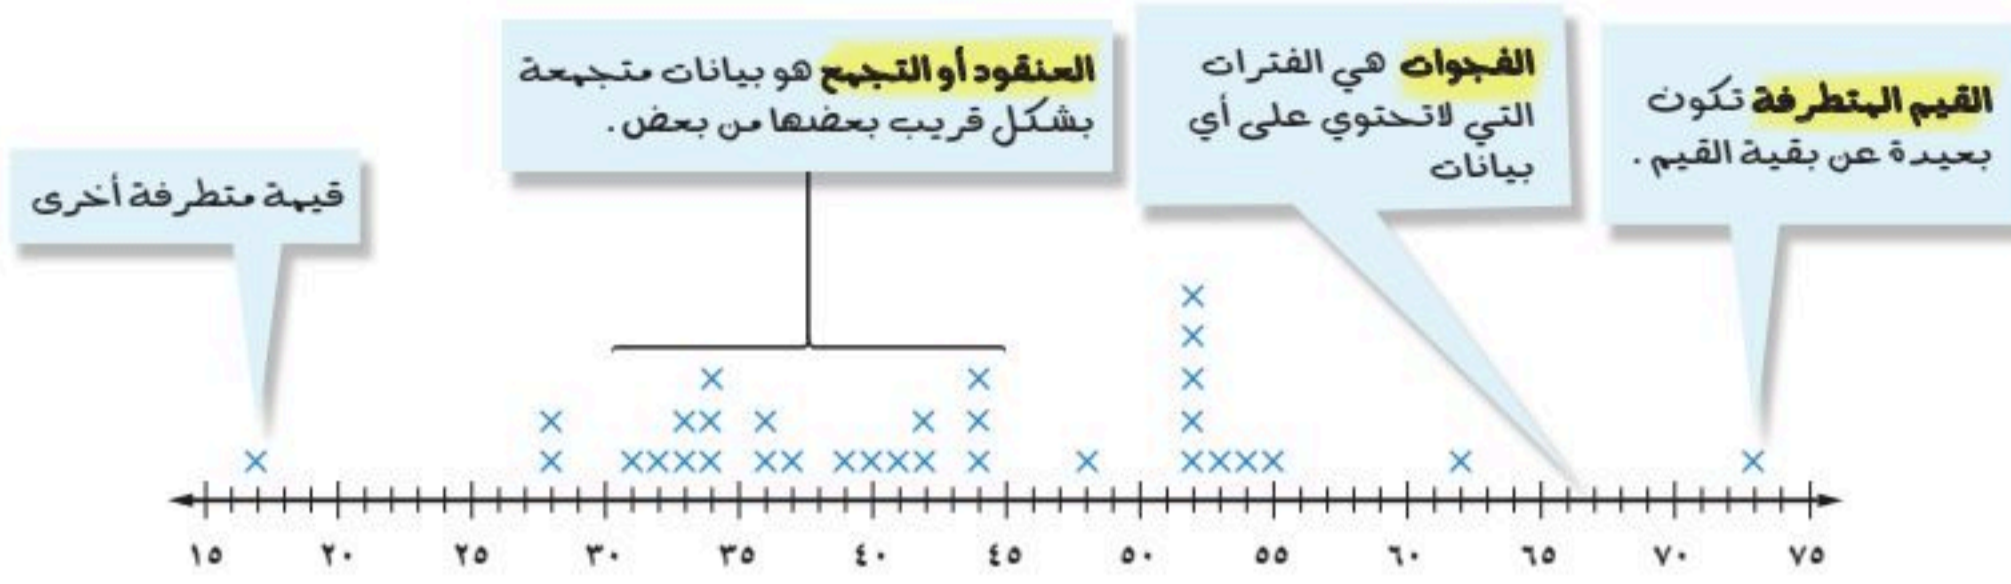 القيم المتطرفة تكون
بعيدة عن بقية القيم .
الفجوات هي الفترات
التي لاتحتوي على أي
بيانات
العنقود أو التجمع هو بيانات متجمعة
بشكل قريب بعضها من بعض .
قيمة متطرفة أخرى
١٥ ٢٠ ٢٥ ٣٠ ٣٥ ٤٠ ٤٥ ٥٠ ٥٥ ٦٠ ٦٥ ٧٠ ٧٥